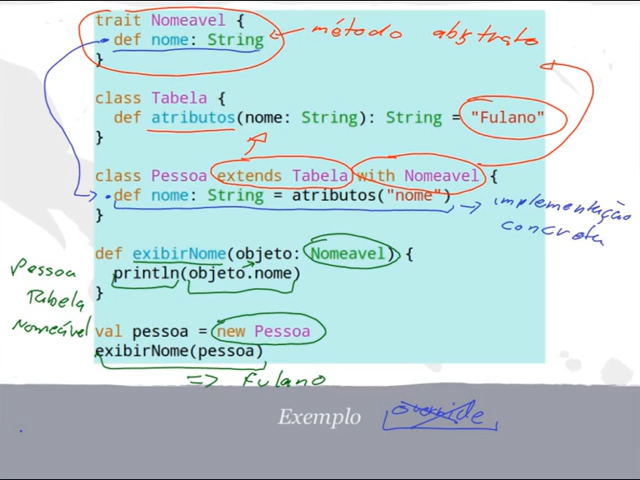 trait Nomeavel {
def nome: String
}
método abstrato
class Tabela {
def atributos(nome: String): String = "Fulano"
}
class Pessoa extends Tabela with Nomeavel {
def nome: String = atributos("nome")
}
implementação
concreta
def exibirNome(objeto: Nomeavel) {
println(objeto.nome)
}
Pessoa
Tabela
Nomeável
val pessoa = new Pessoa
exibirNome(pessoa)
=> Fulano
Exemplo
override